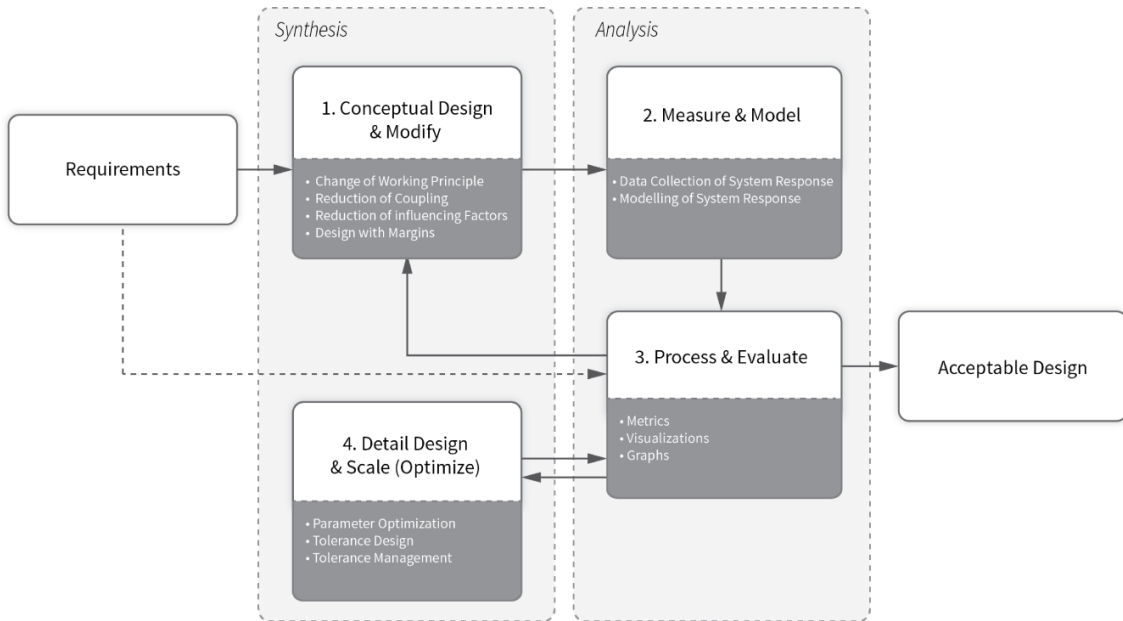 Synthesis
Analysis
Requirements
1. Conceptual Design
& Modify
• Change of Working Principle
• Reduction of Coupling
• Reduction of influencing Factors
• Design with Margins
2. Measure & Model
• Data Collection of System Response
• Modelling of System Response
3. Process & Evaluate
• Metrics
• Visualizations
• Graphs
Acceptable Design
4. Detail Design
& Scale (Optimize)
• Parameter Optimization
• Tolerance Design
• Tolerance Management